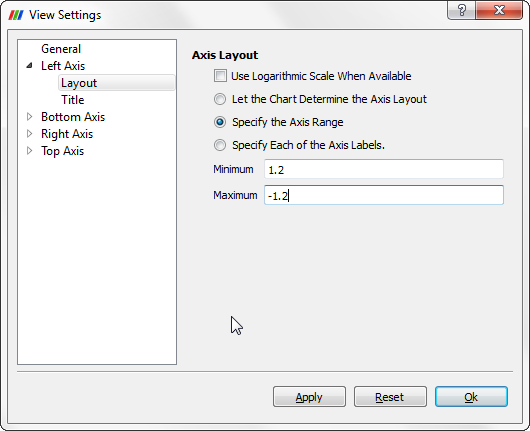 View Settings
?
General
Left Axis
Layout
Title
Bottom Axis
Right Axis
Top Axis
Axis Layout
Use Logarithmic Scale When Available
Let the Chart Determine the Axis Layout
Specify the Axis Range
Specify Each of the Axis Labels.
Minimum 1.2
Maximum -1.2
Apply Reset Ok